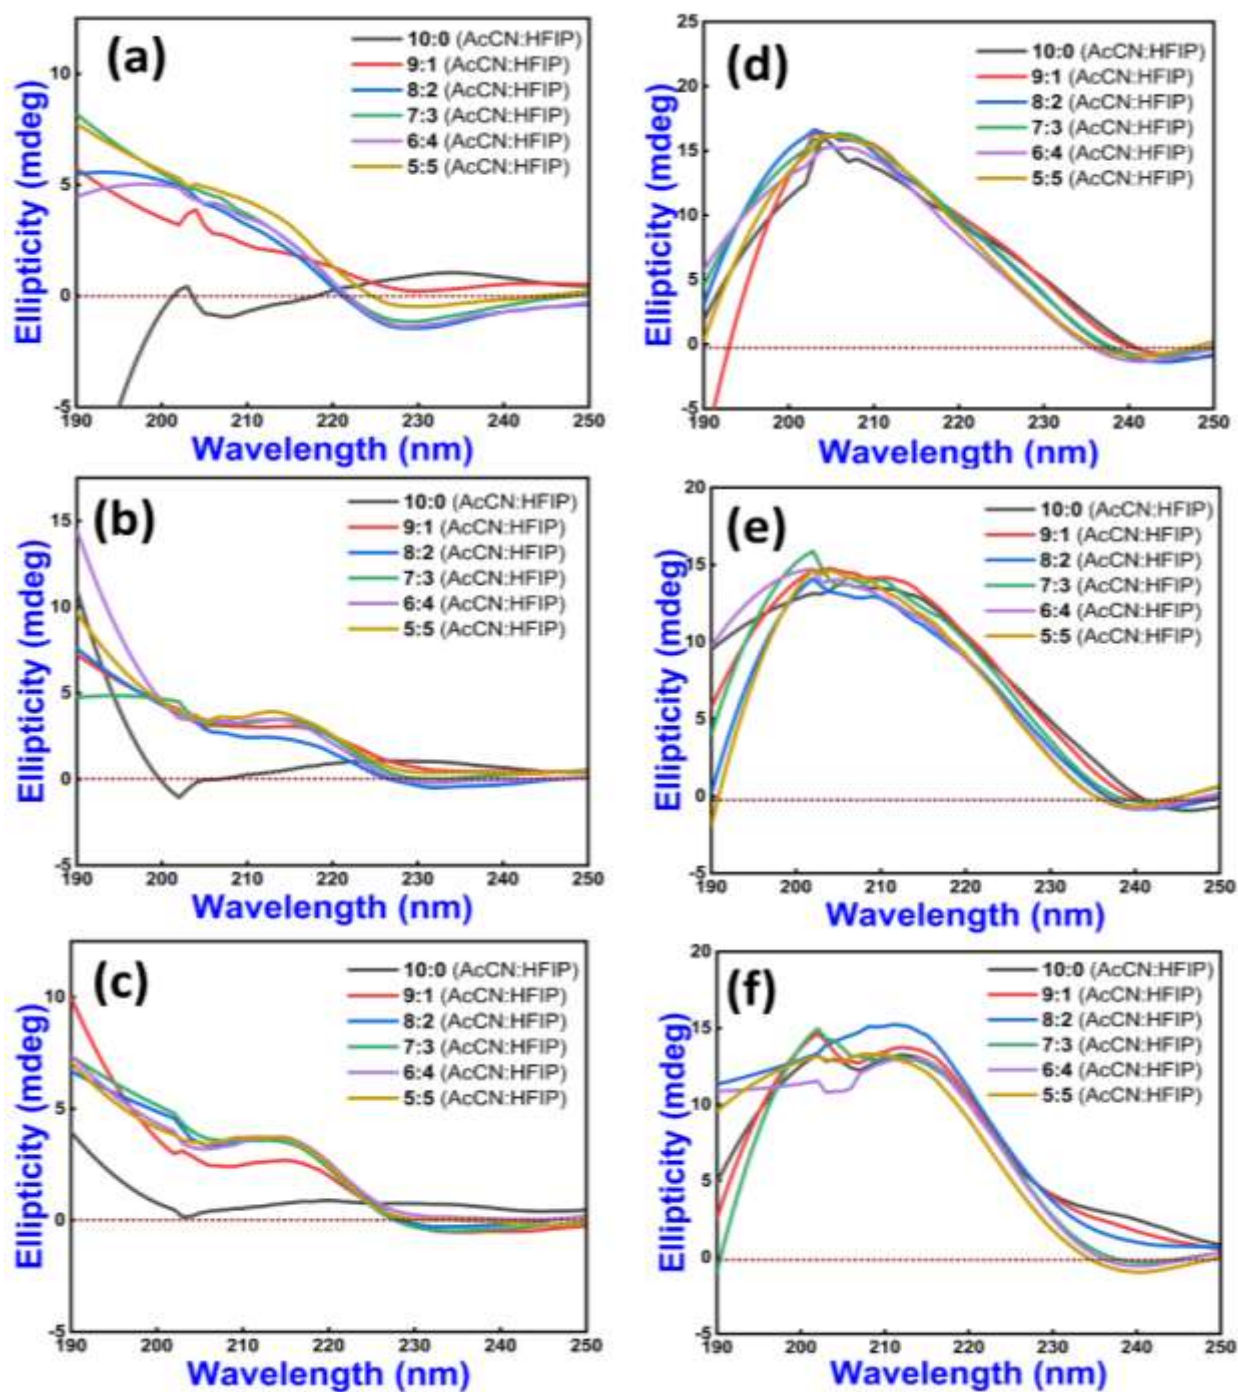 (a)
10:0 (AcCN:HFIP)
9:1 (AcCN:HFIP)
8:2 (AcCN:HFIP)
7:3 (AcCN:HFIP)
6:4 (AcCN:HFIP)
5:5 (AcCN:HFIP)
10
5
0
-5
190 200 210 220 230 240 250
Ellipticity (mdeg)
Wavelength (nm)
(d)
10:0 (AcCN:HFIP)
9:1 (AcCN:HFIP)
8:2 (AcCN:HFIP)
7:3 (AcCN:HFIP)
6:4 (AcCN:HFIP)
5:5 (AcCN:HFIP)
25
20
15
10
5
0
-5
190 200 210 220 230 240 250
Ellipticity (mdeg)
Wavelength (nm)
(b)
10:0 (AcCN:HFIP)
9:1 (AcCN:HFIP)
8:2 (AcCN:HFIP)
7:3 (AcCN:HFIP)
6:4 (AcCN:HFIP)
5:5 (AcCN:HFIP)
15
10
5
0
-5
190 200 210 220 230 240 250
Ellipticity (mdeg)
Wavelength (nm)
(e)
10:0 (AcCN:HFIP)
9:1 (AcCN:HFIP)
8:2 (AcCN:HFIP)
7:3 (AcCN:HFIP)
6:4 (AcCN:HFIP)
5:5 (AcCN:HFIP)
20
15
10
5
0
-5
190 200 210 220 230 240 250
Ellipticity (mdeg)
Wavelength (nm)
(c)
10:0 (AcCN:HFIP)
9:1 (AcCN:HFIP)
8:2 (AcCN:HFIP)
7:3 (AcCN:HFIP)
6:4 (AcCN:HFIP)
5:5 (AcCN:HFIP)
10
5
0
-5
190 200 210 220 230 240 250
Ellipticity (mdeg)
Wavelength (nm)
(f)
10:0 (AcCN:HFIP)
9:1 (AcCN:HFIP)
8:2 (AcCN:HFIP)
7:3 (AcCN:HFIP)
6:4 (AcCN:HFIP)
5:5 (AcCN:HFIP)
20
15
10
5
0
-5
190 200 210 220 230 240 250
Ellipticity (mdeg)
Wavelength (nm)